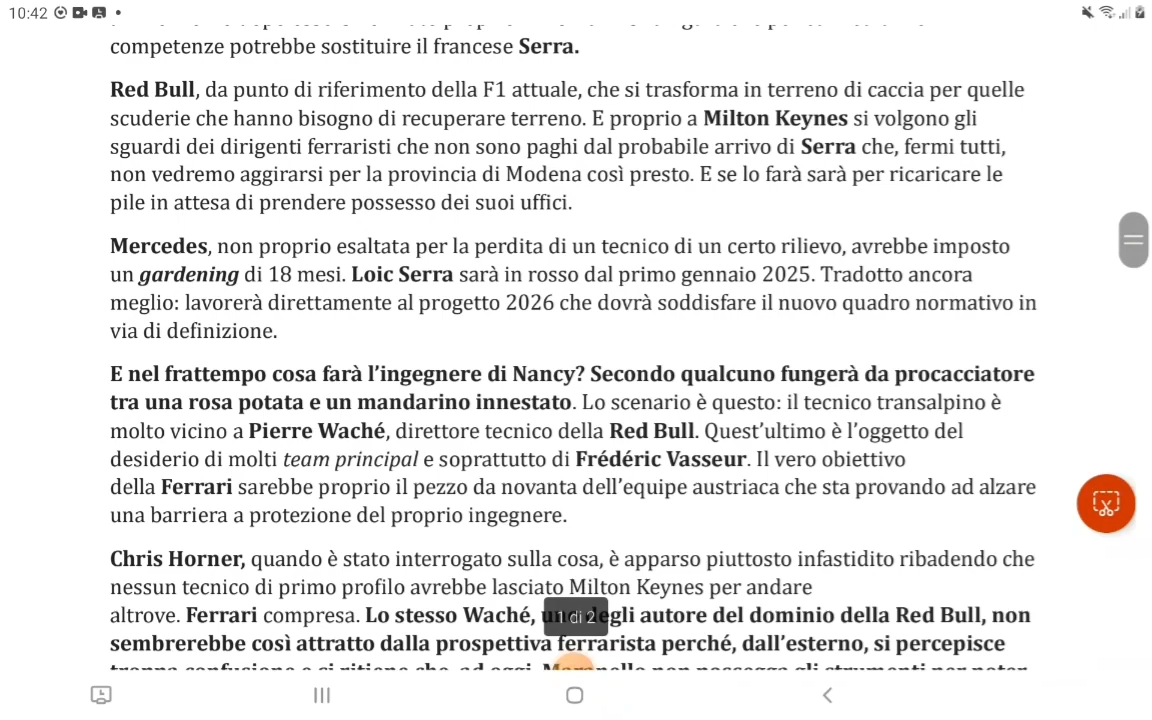 10:42
competenze potrebbe sostituire il francese Serra.
Red Bull, da punto di riferimento della F1 attuale, che si trasforma in terreno di caccia per quelle
scuderie che hanno bisogno di recuperare terreno. E proprio a Milton Keynes si volgono gli
sguardi dei dirigenti ferraristi che non sono paghi dal probabile arrivo di Serra che, fermi tutti,
non vedremo aggirarsi per la provincia di Modena così presto. E se lo farà sarà per ricaricare le
pile in attesa di prendere possesso dei suoi uffici.
Mercedes, non proprio esaltata per la perdita di un tecnico di un certo rilievo, avrebbe imposto
un gardening di 18 mesi. Loic Serra sarà in rosso dal primo gennaio 2025. Tradotto ancora
meglio: lavorerà direttamente al progetto 2026 che dovrà soddisfare il nuovo quadro normativo in
via di definizione.
E nel frattempo cosa farà l'ingegnere di Nancy? Secondo qualcuno fungerà da procacciatore
tra una rosa potata e un mandarino innestato. Lo scenario è questo: il tecnico transalpino è
molto vicino a Pierre Waché, direttore tecnico della Red Bull. Quest'ultimo è l'oggetto del
desiderio di molti team principal e soprattutto di Frédéric Vasseur. Il vero obiettivo
della Ferrari sarebbe proprio il pezzo da novanta dell'equipe austriaca che sta provando ad alzare
una barriera a protezione del proprio ingegnere.
Chris Horner, quando è stato interrogato sulla cosa, è apparso piuttosto infastidito ribadendo che
nessun tecnico di primo profilo avrebbe lasciato Milton Keynes per andare
altrove. Ferrari compresa. Lo stesso Waché, uno degli autore del dominio della Red Bull, non
1 di 2
sembrerebbe così attratto dalla prospettiva ferrarista perché, dall'esterno, si percepisce